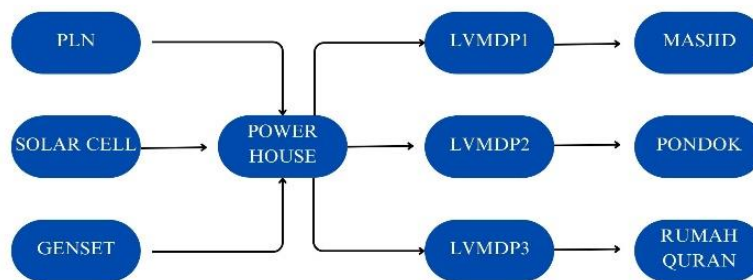 PLN
LVMDP1
MASJID
SOLAR CELL
POWER
HOUSE
LVMDP2
PONDOK
GENSET
LVMDP3
RUMAH
QURAN